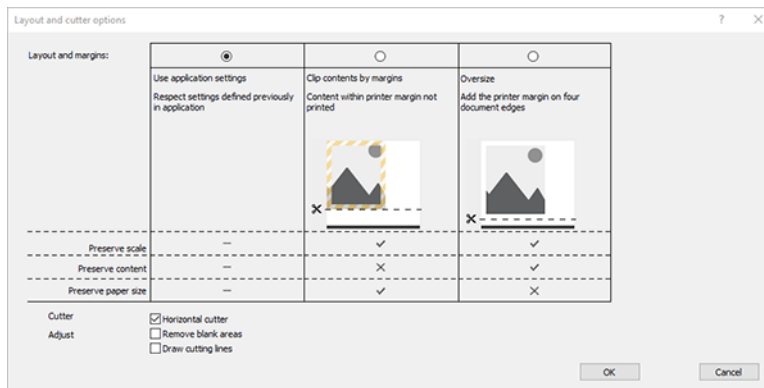 Layout and cutter options
Layout and margins:
Use application settings
Respect settings defined previously
in application
Clip contents by margins
Content within printer margin not
printed
Oversize
Add the printer margin on four
document edges
Preserve scale
Preserve content
Preserve paper size
Cutter
Horizontal cutter
Adjust
Remove blank areas
Draw cutting lines
OK
Cancel